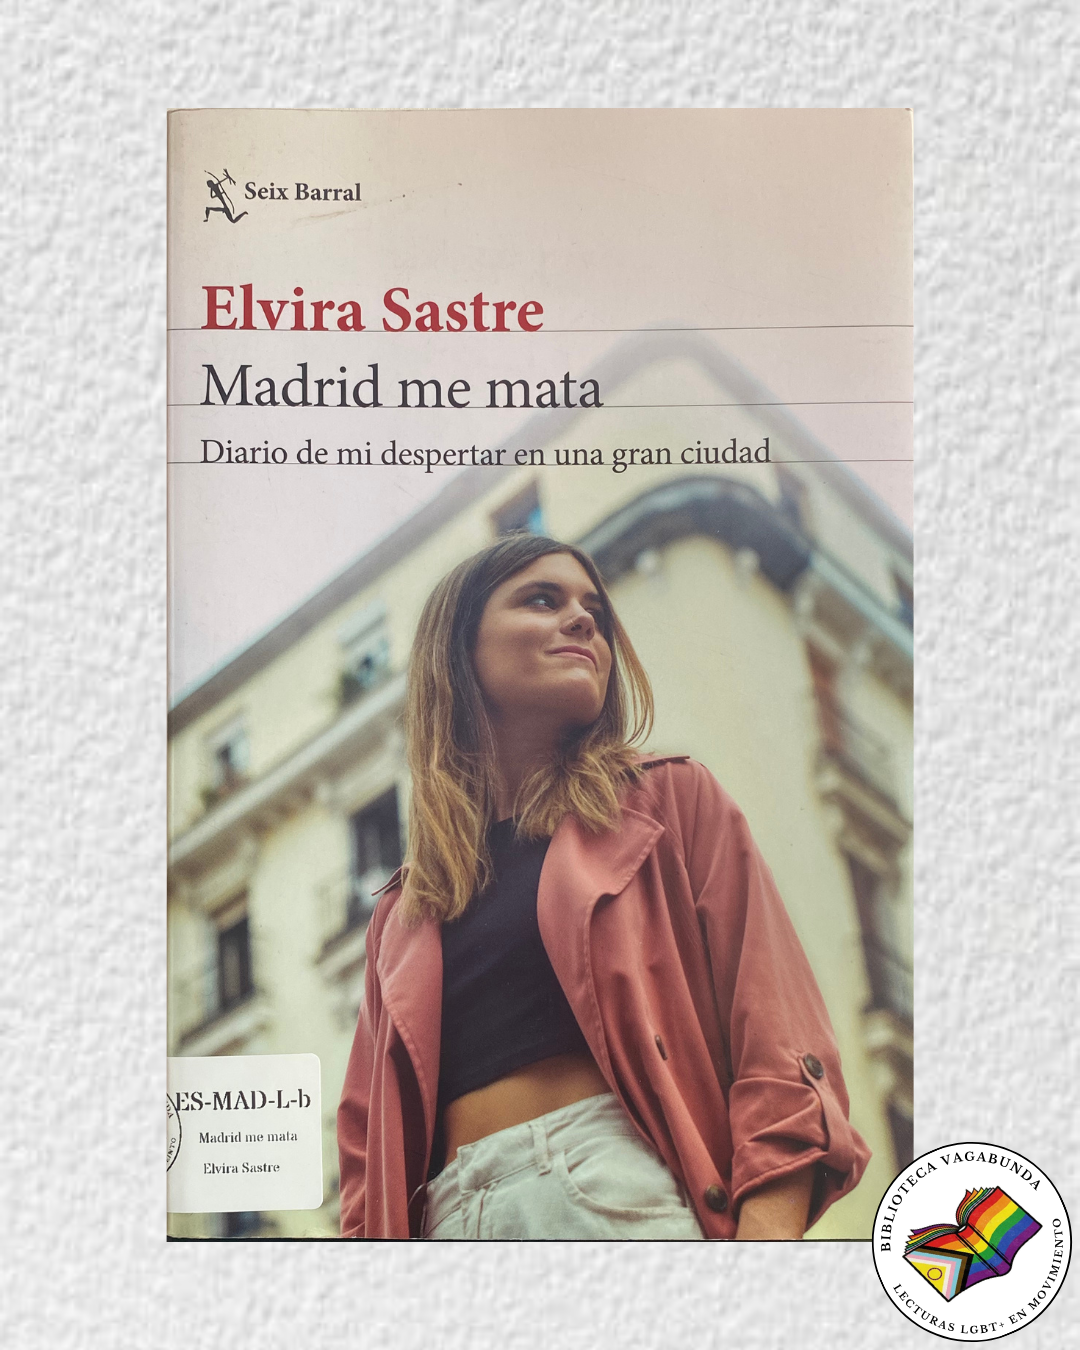 Seix Barral
Elvira Sastre
Madrid me mata
Diario de mi despertar en una gran ciudad
ES-MAD-L-b
Madrid me mata
Elvira Sastre
BIBLIOTECA VAGABUNDA
LECTURAS LGBT+ EN MOVIMIENTO